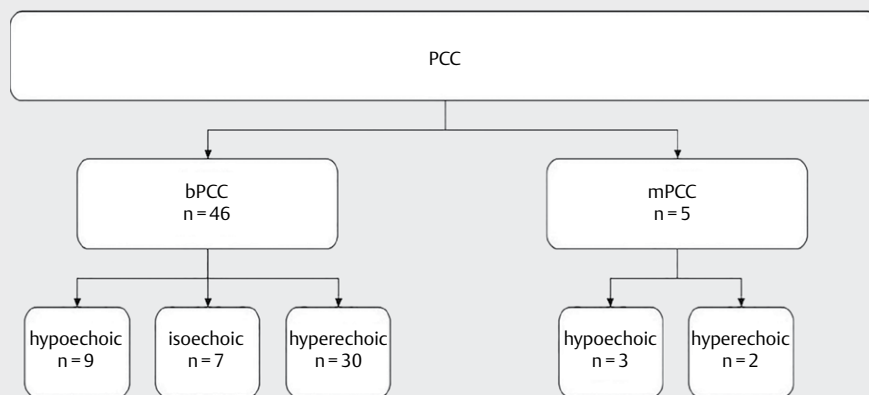 PCC
bPCC
n = 46
mPCC
n = 5
hypoechoic
n = 9
isoechoic
n = 7
hyperechoic
n = 30
hypoechoic
n = 3
hyperechoic
n = 2